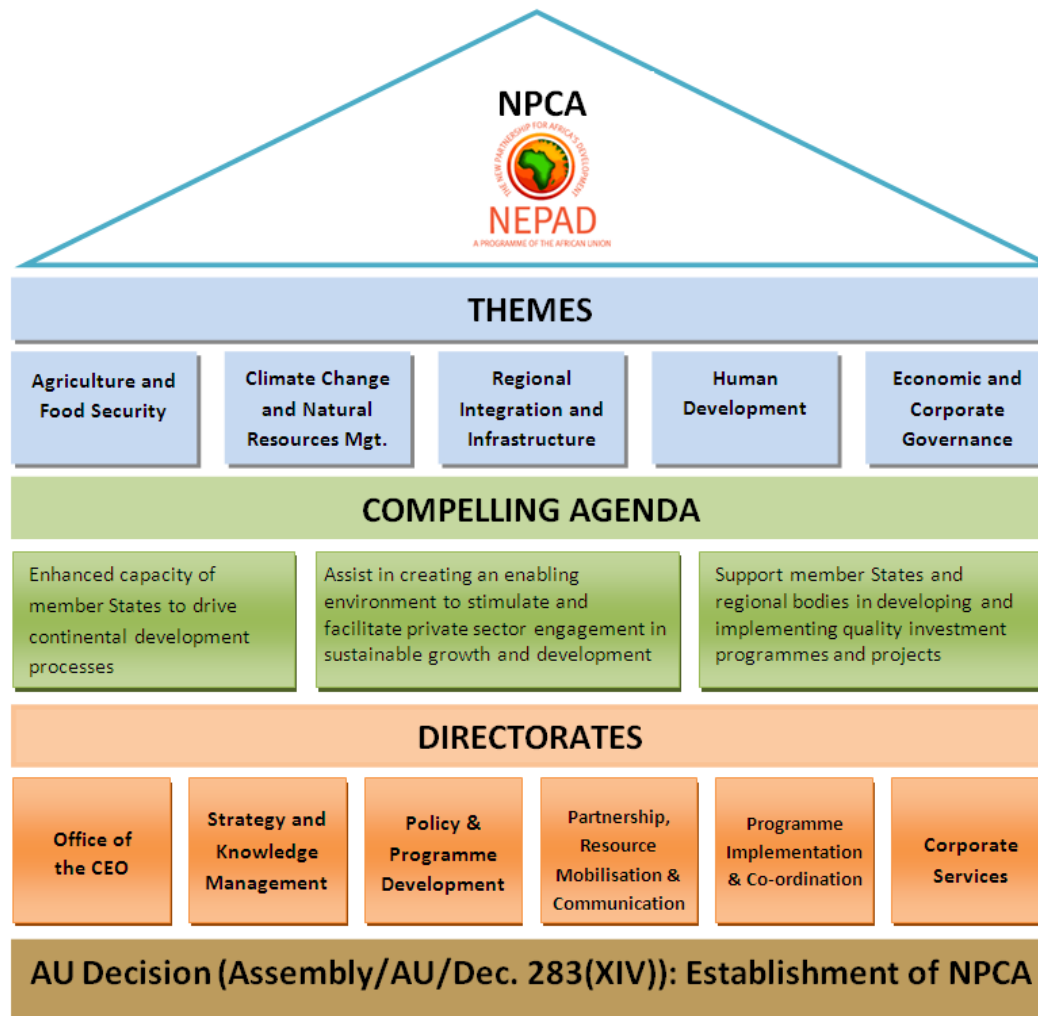 NPCA
THE NEW PARTNERSHIP FOR AFRICA'S DEVELOPMENT
NEPAD
A PROGRAMME OF THE AFRICAN UNION
THEMES
Agriculture and
Food Security
Climate Change
and Natural
Resources Mgt.
Regional
Integration and
Infrastructure
Human
Development
Economic and
Corporate
Governance
COMPELLING AGENDA
Enhanced capacity of
member States to drive
continental development
processes
Assist in creating an enabling
environment to stimulate and
facilitate private sector engagement in
sustainable growth and development
Support member States and
regional bodies in developing and
implementing quality investment
programmes and projects
DIRECTORATES
Office of
the CEO
Strategy and
Knowledge
Management
Policy &
Programme
Development
Partnership,
Resource
Mobilisation &
Communication
Programme
Implementation
& Co-ordination
Corporate
Services
AU Decision (Assembly/AU/Dec. 283(XIV)): Establishment of NPCA